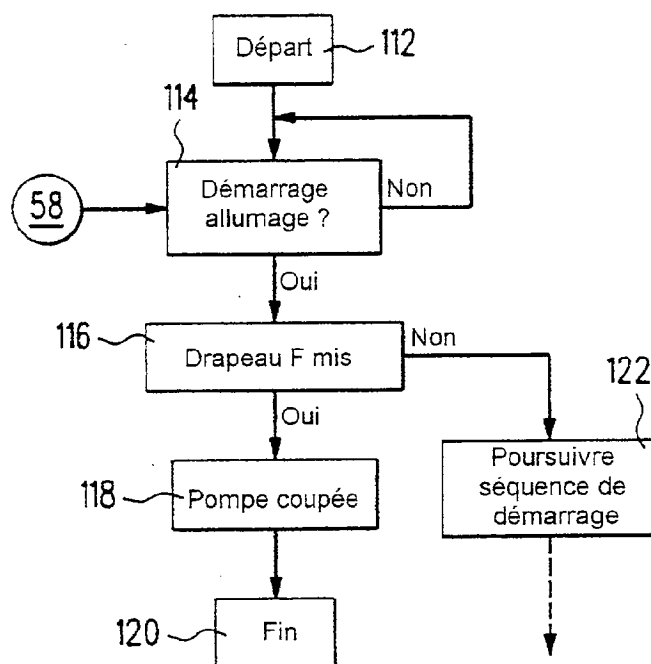 Départ
112
114
58
Démarrage
allumage ?
Non
Oui
116
Drapeau F mis
Non
Oui
122
118
Pompe coupée
Poursuivre
séquence de
démarrage
120
Fin